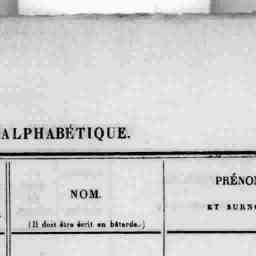 ALPHABÉTIQUE.
NOM.
(Il doit être écrit en bâtarde.)
PRÉNO
ET SURNO